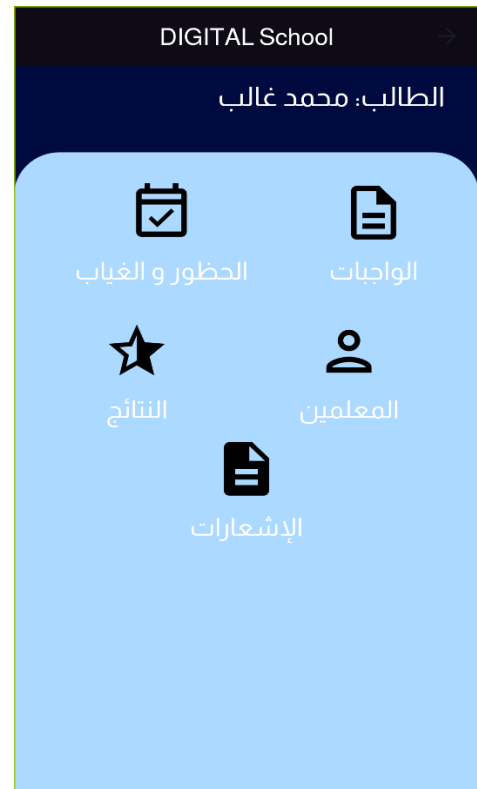 DIGITAL School
الطالب: محمد غالب
الواجبات
الحظور و الغياب
المعلمين
النتائج
الإشعارات